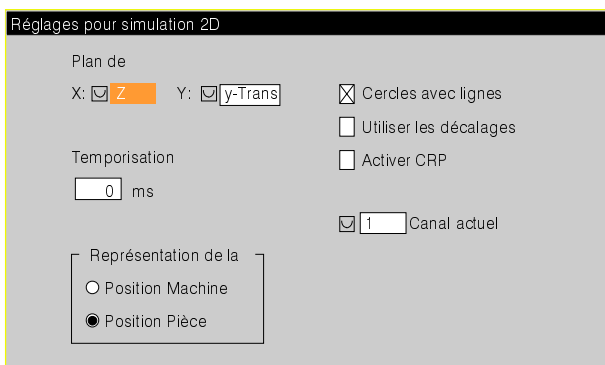 Réglages pour simulation 2D
Plan de
X: Z Y: y-Trans
Cercles avec lignes
Utiliser les décalages
Temporisation
Activer CRP
0 ms
1 Canal actuel
Représentation de la
Position Machine
Position Pièce